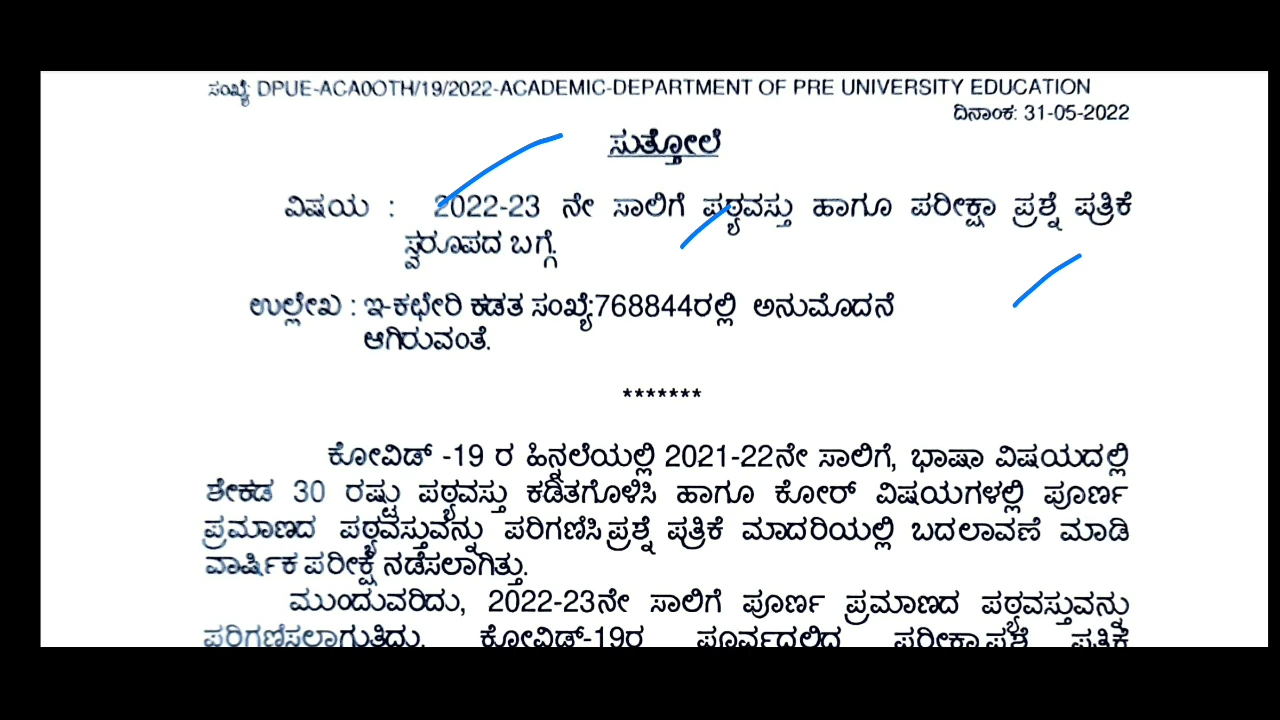 ಸಂಖ್ಯೆ: DPUE-ACA0OTH/19/2022-ACADEMIC-DEPARTMENT OF PRE UNIVERSITY EDUCATION
ದಿನಾಂಕ: 31-05-2022
ಸುತ್ತೋಲೆ
ವಿಷಯ : 2022-23 ನೇ ಸಾಲಿಗೆ ಪಠ್ಯವಸ್ತು ಹಾಗೂ ಪರೀಕ್ಷಾ ಪ್ರಶ್ನೆ ಪತ್ರಿಕೆ
ಸ್ವರೂಪದ ಬಗ್ಗೆ.
ಉಲ್ಲೇಖ : ಇ-ಕಛೇರಿ ಕಡತ ಸಂಖ್ಯೆ:768844ರಲ್ಲಿ ಅನುಮೊದನೆ
ಆಗಿರುವಂತೆ.
*******
ಕೋವಿಡ್ -19 ರ ಹಿನ್ನಲೆಯಲ್ಲಿ 2021-22ನೇ ಸಾಲಿಗೆ, ಭಾಷಾ ವಿಷಯದಲ್ಲಿ
ಶೇಕಡ 30 ರಷ್ಟು ಪಠ್ಯವಸ್ತು ಕಡಿತಗೊಳಿಸಿ ಹಾಗೂ ಕೋರ್ ವಿಷಯಗಳಲ್ಲಿ ಪೂರ್ಣ
ಪ್ರಮಾಣದ ಪಠ್ಯವಸ್ತುವನ್ನು ಪರಿಗಣಿಸಿ ಪ್ರಶ್ನೆ ಪತ್ರಿಕೆ ಮಾದರಿಯಲ್ಲಿ ಬದಲಾವಣೆ ಮಾಡಿ
ವಾರ್ಷಿಕ ಪರೀಕ್ಷೆ ನಡೆಸಲಾಗಿತ್ತು.
ಮುಂದುವರಿದು, 2022-23ನೇ ಸಾಲಿಗೆ ಪೂರ್ಣ ಪ್ರಮಾಣದ ಪಠ್ಯವಸ್ತುವನ್ನು
ಪರಿಗಣಿಸಲಾಗುತ್ತಿದ್ದು, ಕೋವಿಡ್-19ರ ಪೂರ್ವದಲ್ಲಿದ್ದ ಪರೀಕ್ಷಾ ಪ್ರಶ್ನೆ ಪತ್ರಿಕೆ